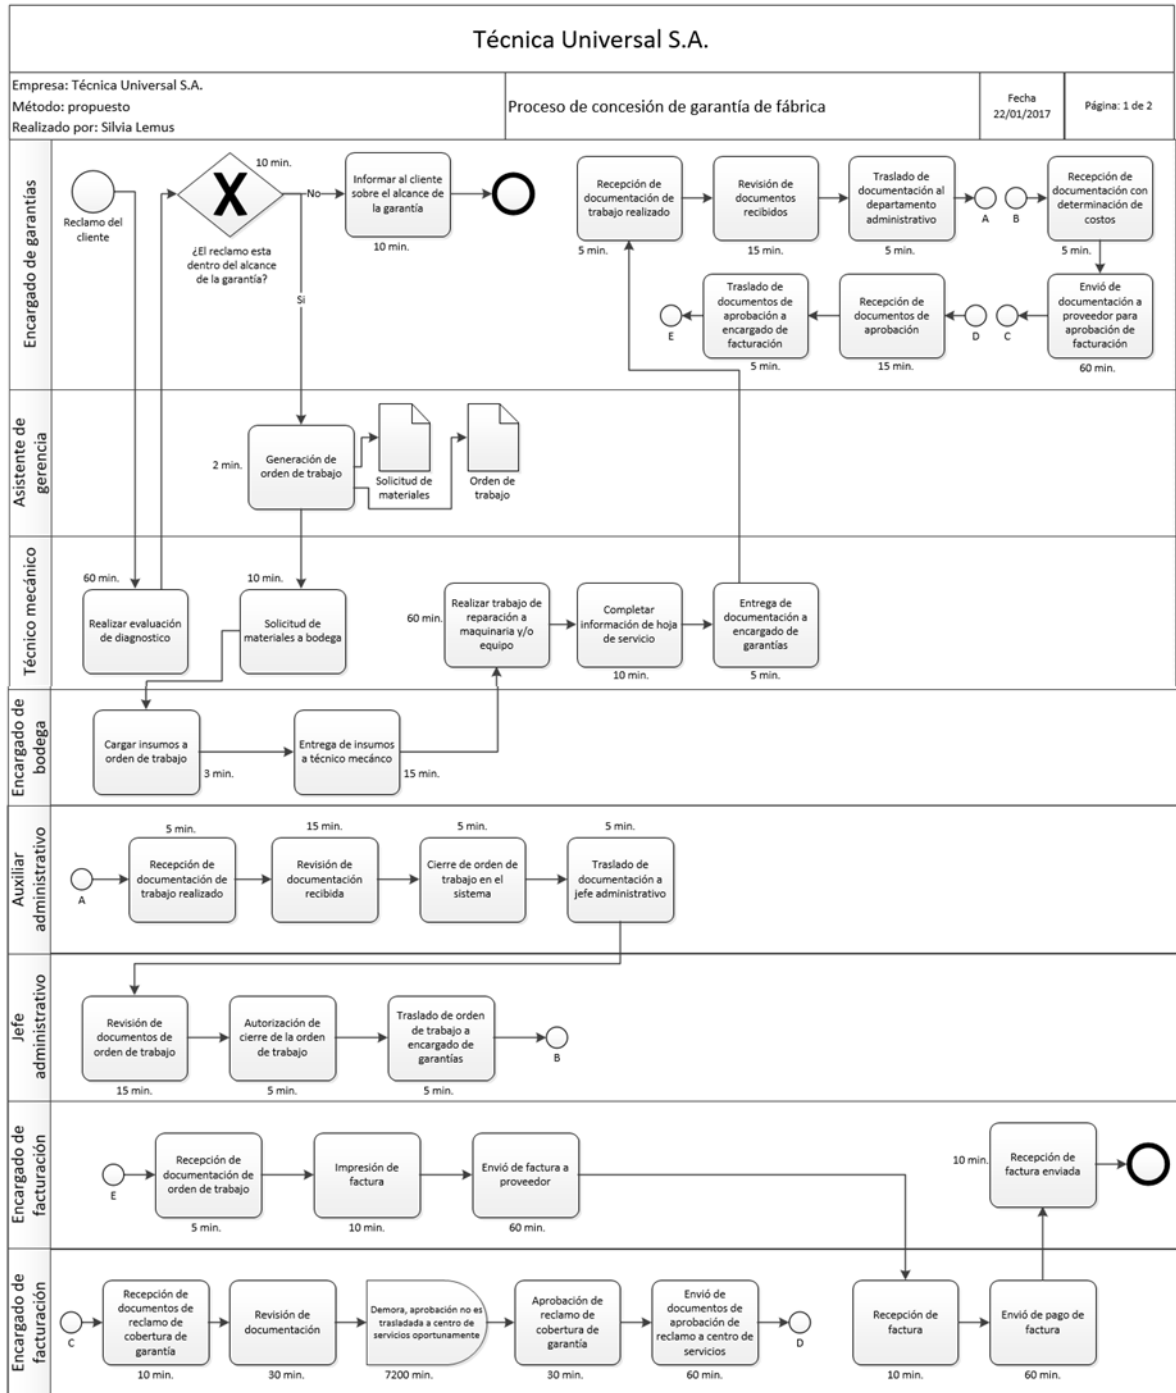 Técnica Universal S.A.
Empresa: Técnica Universal S.A.
Método: propuesto
Realizado por: Silvia Lemus
Proceso de concesión de garantía de fábrica
Fecha
22/01/2017
Página: 1 de 2
Encargado de garantías
Reclamo del
cliente
10 min.
X
¿El reclamo esta
dentro del alcance
de la garantía?
No
Si
Informar al cliente
sobre el alcance de
la garantía
10 min.
Recepción de
documentación de
trabajo realizado
5 min.
Revisión de
documentos
recibidos
15 min.
Traslado de
documentación al
departamento
administrativo
5 min.
A
B
Recepción de
documentación con
determinación de
costos
5 min.
Envió de
documentación a
proveedor para
aprobación de
facturación
60 min.
C
D
Recepción de
documentos de
aprobación
15 min.
Traslado de
documentos de
aprobación a
encargado de
facturación
5 min.
E
Asistente de
gerencia
2 min.
Generación de
orden de trabajo
Solicitud de
materiales
Orden de
trabajo
Técnico mecánico
60 min.
Realizar evaluación
de diagnostico
10 min.
Solicitud de
materiales a bodega
60 min.
Realizar trabajo de
reparación a
maquinaria y/o
equipo
Completar
información de hoja
de servicio
10 min.
Entrega de
documentación a
encargado de
garantías
5 min.
Encargado de
bodega
Cargar insumos a
orden de trabajo
3 min.
Entrega de insumos
a técnico mecánco
15 min.
Auxiliar
administrativo
A
5 min.
Recepción de
documentación de
trabajo realizado
15 min.
Revisión de
documentación
recibida
5 min.
Cierre de orden de
trabajo en el
sistema
5 min.
Traslado de
documentación a
jefe administrativo
Jefe
administrativo
Revisión de
documentos de
orden de trabajo
15 min.
Autorización de
cierre de la orden
de trabajo
5 min.
Traslado de orden
de trabajo a
encargado de
garantías
5 min.
B
Encargado de
facturación
E
Recepción de
documentación de
orden de trabajo
5 min.
Impresión de
factura
10 min.
Envió de factura a
proveedor
60 min.
10 min.
Recepción de
factura enviada
Encargado de
facturación
C
Recepción de
documentos de
reclamo de
cobertura de
garantía
10 min.
Revisión de
documentación
30 min.
Demora, aprobación no es
trasladada a centro de
servicios oportunamente
7200 min.
Aprobación de
reclamo de
cobertura de
garantía
30 min.
Envió de
documentos de
aprobación de
reclamo a centro de
servicios
60 min.
D
Recepción de
factura
10 min.
Envió de pago de
factura
60 min.